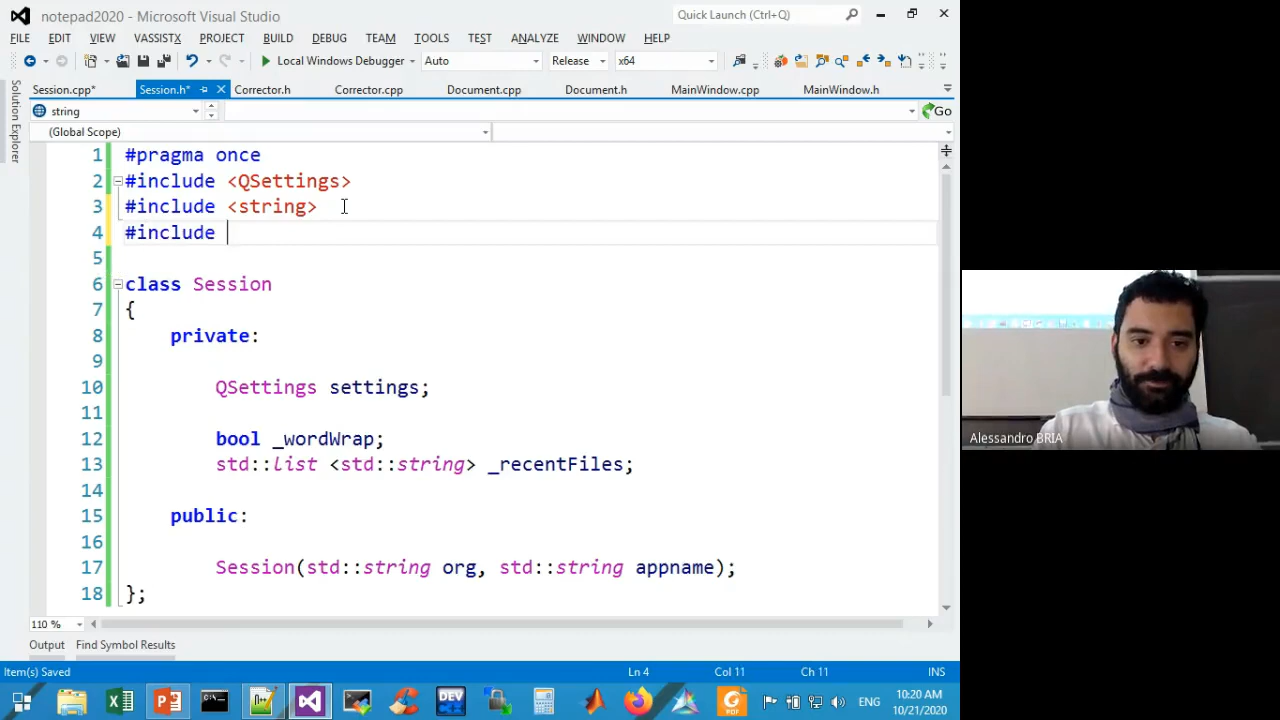 notepad2020 - Microsoft Visual Studio
Quick Launch (Ctrl+Q)
FILE EDIT VIEW VASSISTX PROJECT BUILD DEBUG TEAM TOOLS TEST ANALYZE WINDOW HELP
Local Windows Debugger Auto Release x64
Solution Explorer
Session.cpp* Session.h* Corrector.h Corrector.cpp Document.cpp Document.h MainWindow.cpp MainWindow.h
string Go
(Global Scope)
1 #pragma once
2 #include <QSettings>
3 #include <string>
4 #include
5
6 class Session
7 {
8 private:
9
10 QSettings settings;
11
12 bool _wordWrap;
13 std::list <std::string> _recentFiles;
14
15 public:
16
17 Session(std::string org, std::string appname);
18 };
110 %
Output Find Symbol Results
Item(s) Saved Ln 4 Col 11 Ch 11 INS
DEV
C++
PDF
ENG
10:20 AM
10/21/2020
Alessandro BRIA